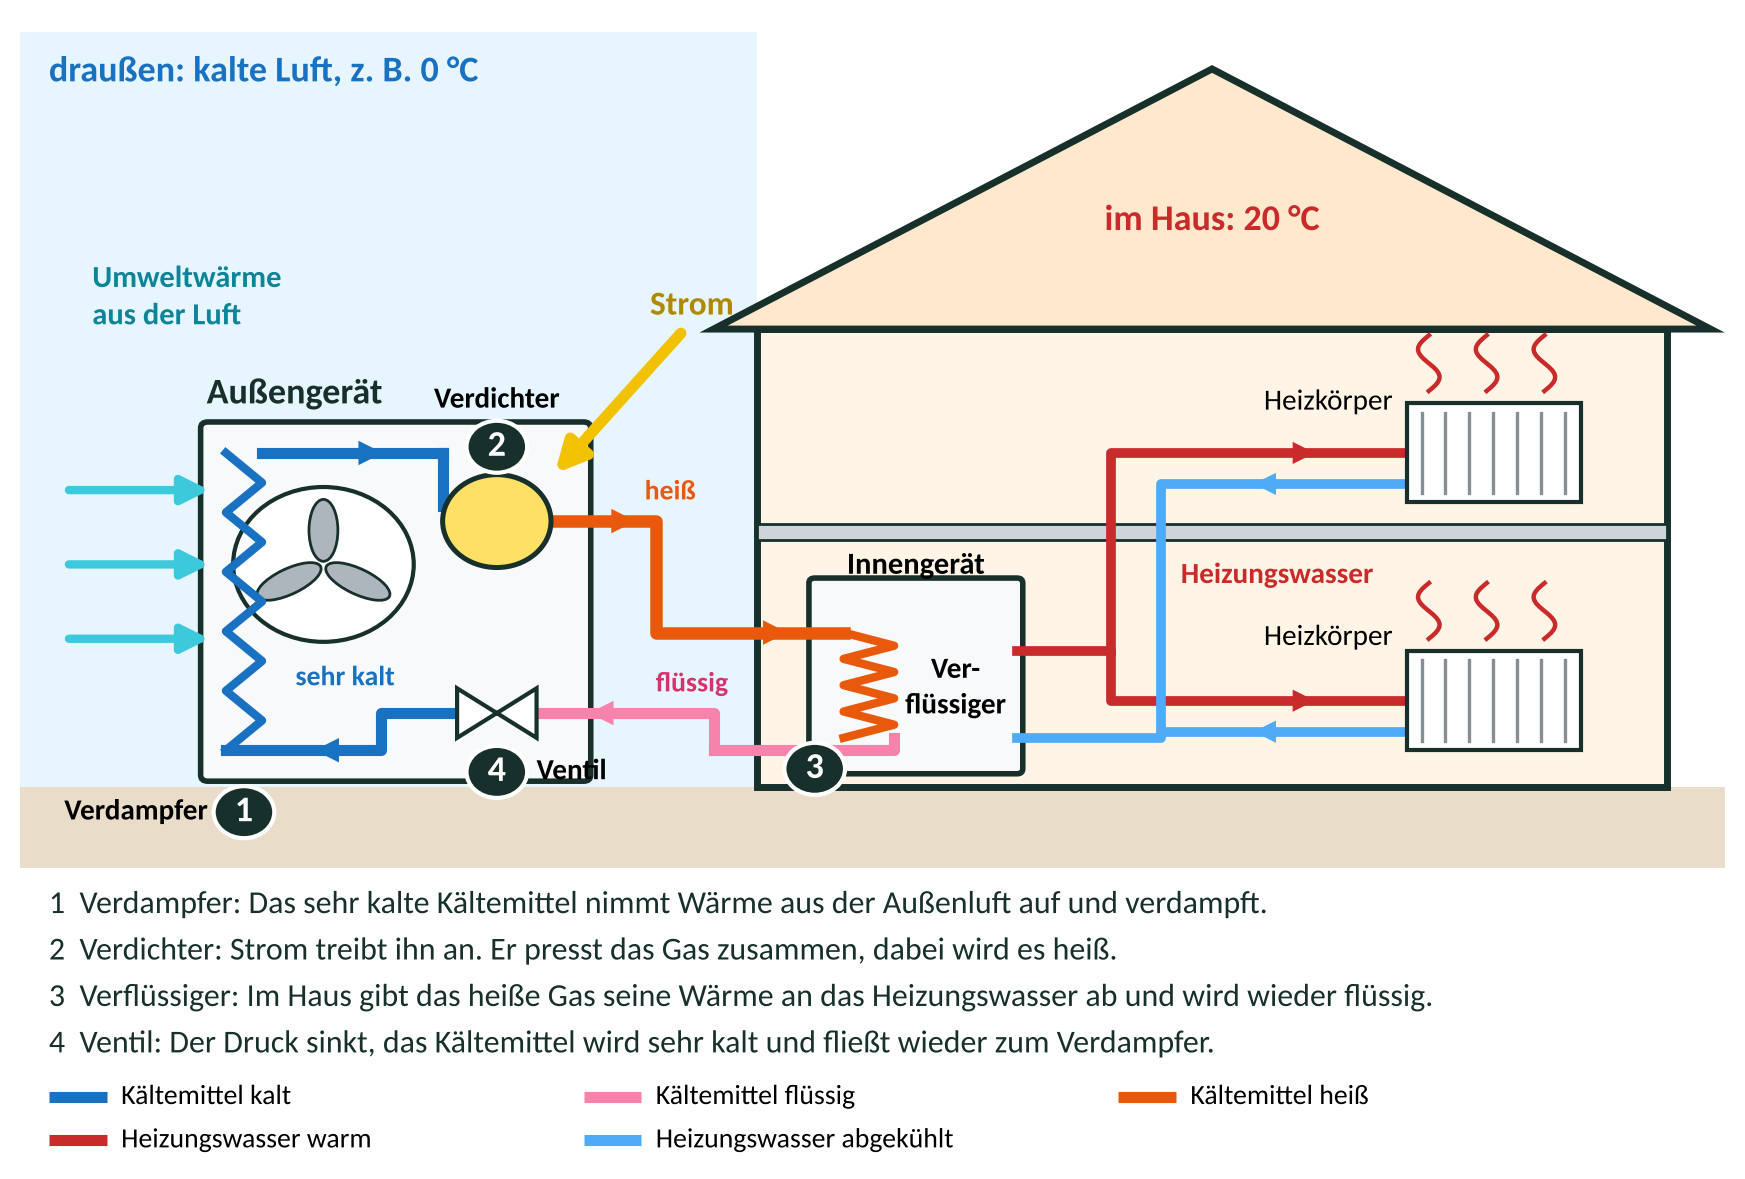 draußen: kalte Luft, z. B. 0 °C
im Haus: 20 °C
Umweltwärme
aus der Luft
Strom
Außengerät
Verdichter
2
heiß
Heizkörper
Innengerät
Heizungswasser
Heizkörper
sehr kalt
flüssig
Ver-
flüssiger
4
Ventil
3
Verdampfer
1
1 Verdampfer: Das sehr kalte Kältemittel nimmt Wärme aus der Außenluft auf und verdampft.
2 Verdichter: Strom treibt ihn an. Er presst das Gas zusammen, dabei wird es heiß.
3 Verflüssiger: Im Haus gibt das heiße Gas seine Wärme an das Heizungswasser ab und wird wieder flüssig.
4 Ventil: Der Druck sinkt, das Kältemittel wird sehr kalt und fließt wieder zum Verdampfer.
Kältemittel kalt
Kältemittel flüssig
Kältemittel heiß
Heizungswasser warm
Heizungswasser abgekühlt